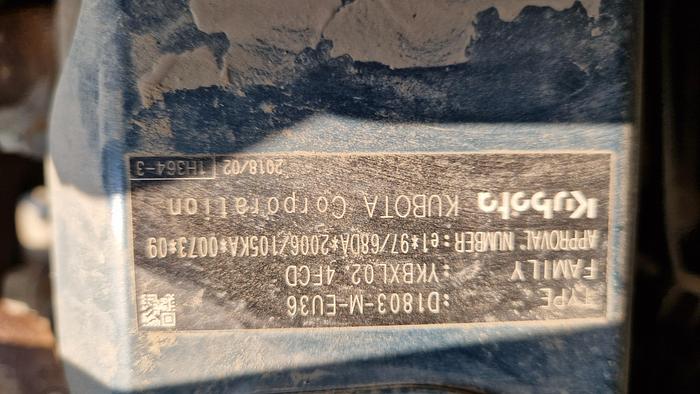 TYPE :D1803-M-EU36
FAMILY :YKBXL02.4FCD
APPROVAL NUMBER:e1*97/68DA*2006/105KA*0073*09
Kubota KUBOTA Corporation
2018/02 1H364-3